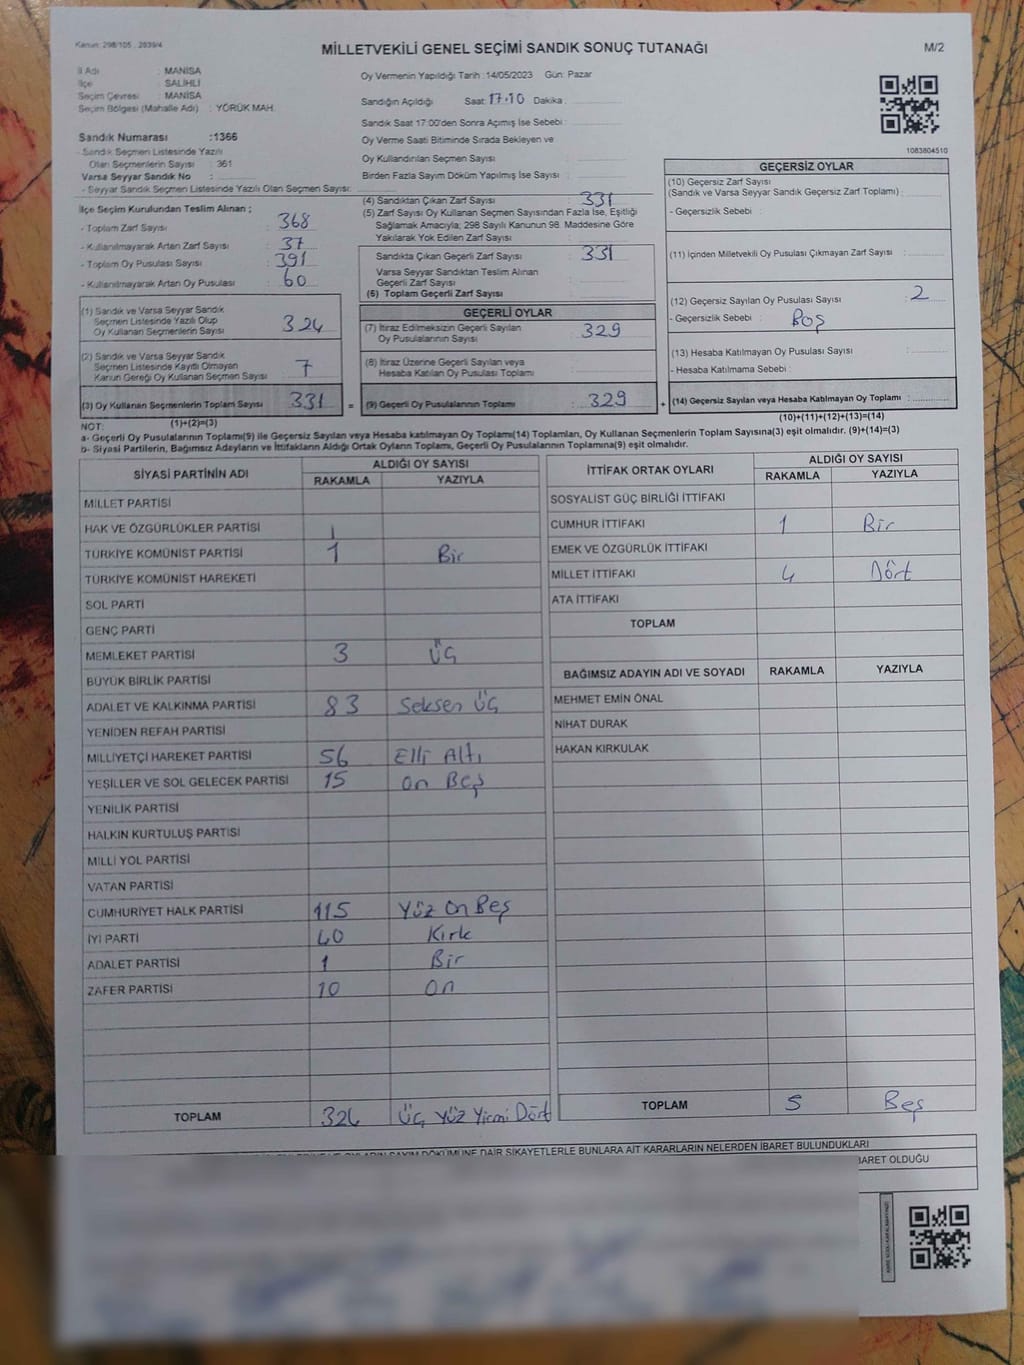 Kanun: 298/105 , 2839/4
MİLLETVEKİLİ GENEL SEÇİMİ SANDIK SONUÇ TUTANAĞI
M/2
İl Adı : MANİSA
İlçe : SALİHLİ
Seçim Çevresi : MANİSA
Seçim Bölgesi (Mahalle Adı) : YÖRÜK MAH.
Sandık Numarası :1366
- Sandık Seçmen Listesinde Yazılı
Olan Seçmenlerin Sayısı : 361
Varsa Seyyar Sandık No :
- Seyyar Sandık Seçmen Listesinde Yazılı Olan Seçmen Sayısı:
Oy Vermenin Yapıldığı Tarih :14/05/2023 Gün: Pazar
Sandığın Açıldığı Saat: 17.10 Dakika :
Sandık Saat 17:00'den Sonra Açımış İse Sebebi :
Oy Verme Saati Bitiminde Sırada Bekleyen ve
Oy Kullandırılan Seçmen Sayısı :
Birden Fazla Sayım Döküm Yapılmış İse Sayısı :
1083804510
İlçe Seçim Kurulundan Teslim Alınan ;
- Toplam Zarf Sayısı : 368
- Kullanılmayarak Artan Zarf Sayısı : 37
- Toplam Oy Pusulası Sayısı : 391
- Kullanılmayarak Artan Oy Pusulası : 60
(1) Sandık ve Varsa Seyyar Sandık
Seçmen Listesinde Yazılı Olup
Oy Kullanan Seçmenlerin Sayısı : 324
(2) Sandık ve Varsa Seyyar Sandık
Seçmen Listesinde Kayıtlı Olmayan
Kanun Gereği Oy Kullanan Seçmen Sayısı : 7
(3) Oy Kullanan Seçmenlerin Toplam Sayısı : 331
(1)+(2)=(3)
(4) Sandıktan Çıkan Zarf Sayısı : 331
(5) Zarf Sayısı Oy Kullanan Seçmen Sayısından Fazla İse, Eşitliği
Sağlamak Amacıyla; 298 Sayılı Kanunun 98. Maddesine Göre
Yakılarak Yok Edilen Zarf Sayısı :
Sandıkta Çıkan Geçerli Zarf Sayısı : 331
Varsa Seyyar Sandıktan Teslim Alınan
Geçerli Zarf Sayısı :
(6) Toplam Geçerli Zarf Sayısı :
GEÇERLİ OYLAR
(7) İtiraz Edilmeksizin Geçerli Sayılan
Oy Pusulalarının Sayısı : 329
(8) İtiraz Üzerine Geçerli Sayılan veya
Hesaba Katılan Oy Pusulası Toplamı :
= (9) Geçerli Oy Pusulalarının Toplamı : 329
GEÇERSİZ OYLAR
(10) Geçersiz Zarf Sayısı
(Sandık ve Varsa Seyyar Sandık Geçersiz Zarf Toplamı) :
- Geçersizlik Sebebi :
(11) İçinden Milletvekili Oy Pusulası Çıkmayan Zarf Sayısı :
(12) Geçersiz Sayılan Oy Pusulası Sayısı : 2
- Geçersizlik Sebebi : Boş
(13) Hesaba Katılmayan Oy Pusulası Sayısı :
- Hesaba Katılmama Sebebi :
+ (14) Geçersiz Sayılan veya Hesaba Katılmayan Oy Toplamı :
(10)+(11)+(12)+(13)=(14)
NOT:
a- Geçerli Oy Pusulalarının Toplamı(9) ile Geçersiz Sayılan veya Hesaba katılmayan Oy Toplamı(14) Toplamları, Oy Kullanan Seçmenlerin Toplam Sayısına(3) eşit olmalıdır. (9)+(14)=(3)
b- Siyasi Partilerin, Bağımsız Adayların ve İttifakların Aldığı Ortak Oyların Toplamı, Geçerli Oy Pusulalarının Toplamına(9) eşit olmalıdır.
SİYASİ PARTİNİN ADI
ALDIĞI OY SAYISI
RAKAMLA YAZIYLA
MİLLET PARTİSİ
HAK VE ÖZGÜRLÜKLER PARTİSİ
TÜRKİYE KOMÜNİST PARTİSİ 1 Bir
TÜRKİYE KOMÜNİST HAREKETİ
SOL PARTİ
GENÇ PARTİ
MEMLEKET PARTİSİ 3 Üç
BÜYÜK BİRLİK PARTİSİ
ADALET VE KALKINMA PARTİSİ 83 Seksen Üç
YENİDEN REFAH PARTİSİ
MİLLİYETÇİ HAREKET PARTİSİ 56 Elli Altı
YEŞİLLER VE SOL GELECEK PARTİSİ 15 On Beş
YENİLİK PARTİSİ
HALKIN KURTULUŞ PARTİSİ
MİLLİ YOL PARTİSİ
VATAN PARTİSİ
CUMHURİYET HALK PARTİSİ 115 Yüz On Beş
İYİ PARTİ 40 Kırk
ADALET PARTİSİ 1 Bir
ZAFER PARTİSİ 10 On
TOPLAM 324 Üç Yüz Yirmi Dört
İTTİFAK ORTAK OYLARI
ALDIĞI OY SAYISI
RAKAMLA YAZIYLA
SOSYALİST GÜÇ BİRLİĞİ İTTİFAKI
CUMHUR İTTİFAKI 1 Bir
EMEK VE ÖZGÜRLÜK İTTİFAKI
MİLLET İTTİFAKI 4 Dört
ATA İTTİFAKI
TOPLAM
BAĞIMSIZ ADAYIN ADI VE SOYADI RAKAMLA YAZIYLA
MEHMET EMİN ÖNAL
NİHAT DURAK
HAKAN KIRKULAK
TOPLAM 5 Beş
DÖKÜMÜNE DAİR ŞİKAYETLERLE BUNLARA AİT KARARLARIN NELERDEN İBARET BULUNDUKLARI
İBARET OLDUĞU